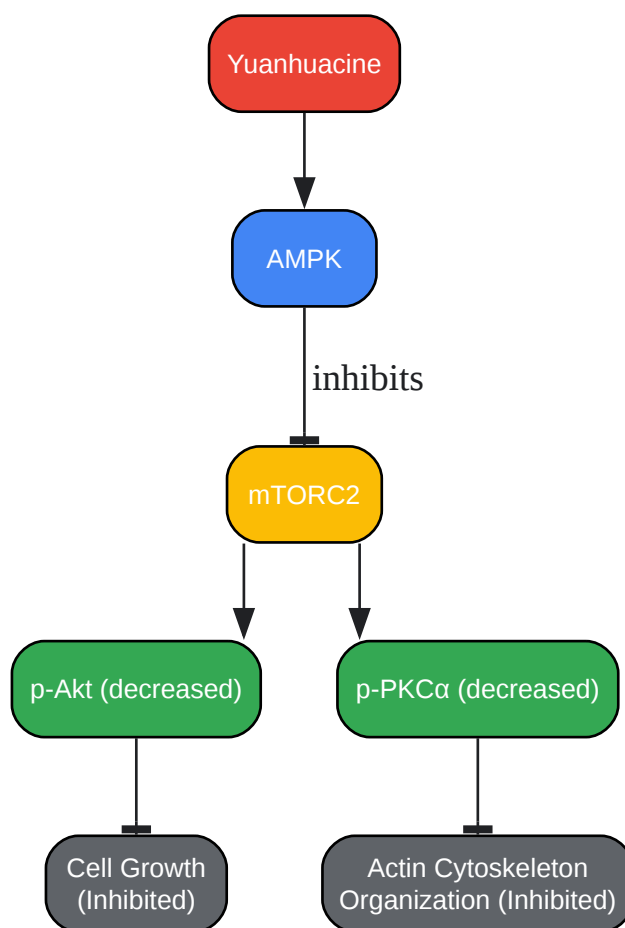 Yuanhuacine
AMPK
inhibits
mTORC2
p-Akt (decreased)
p-PKCα (decreased)
Cell Growth
(Inhibited)
Actin Cytoskeleton
Organization (Inhibited)